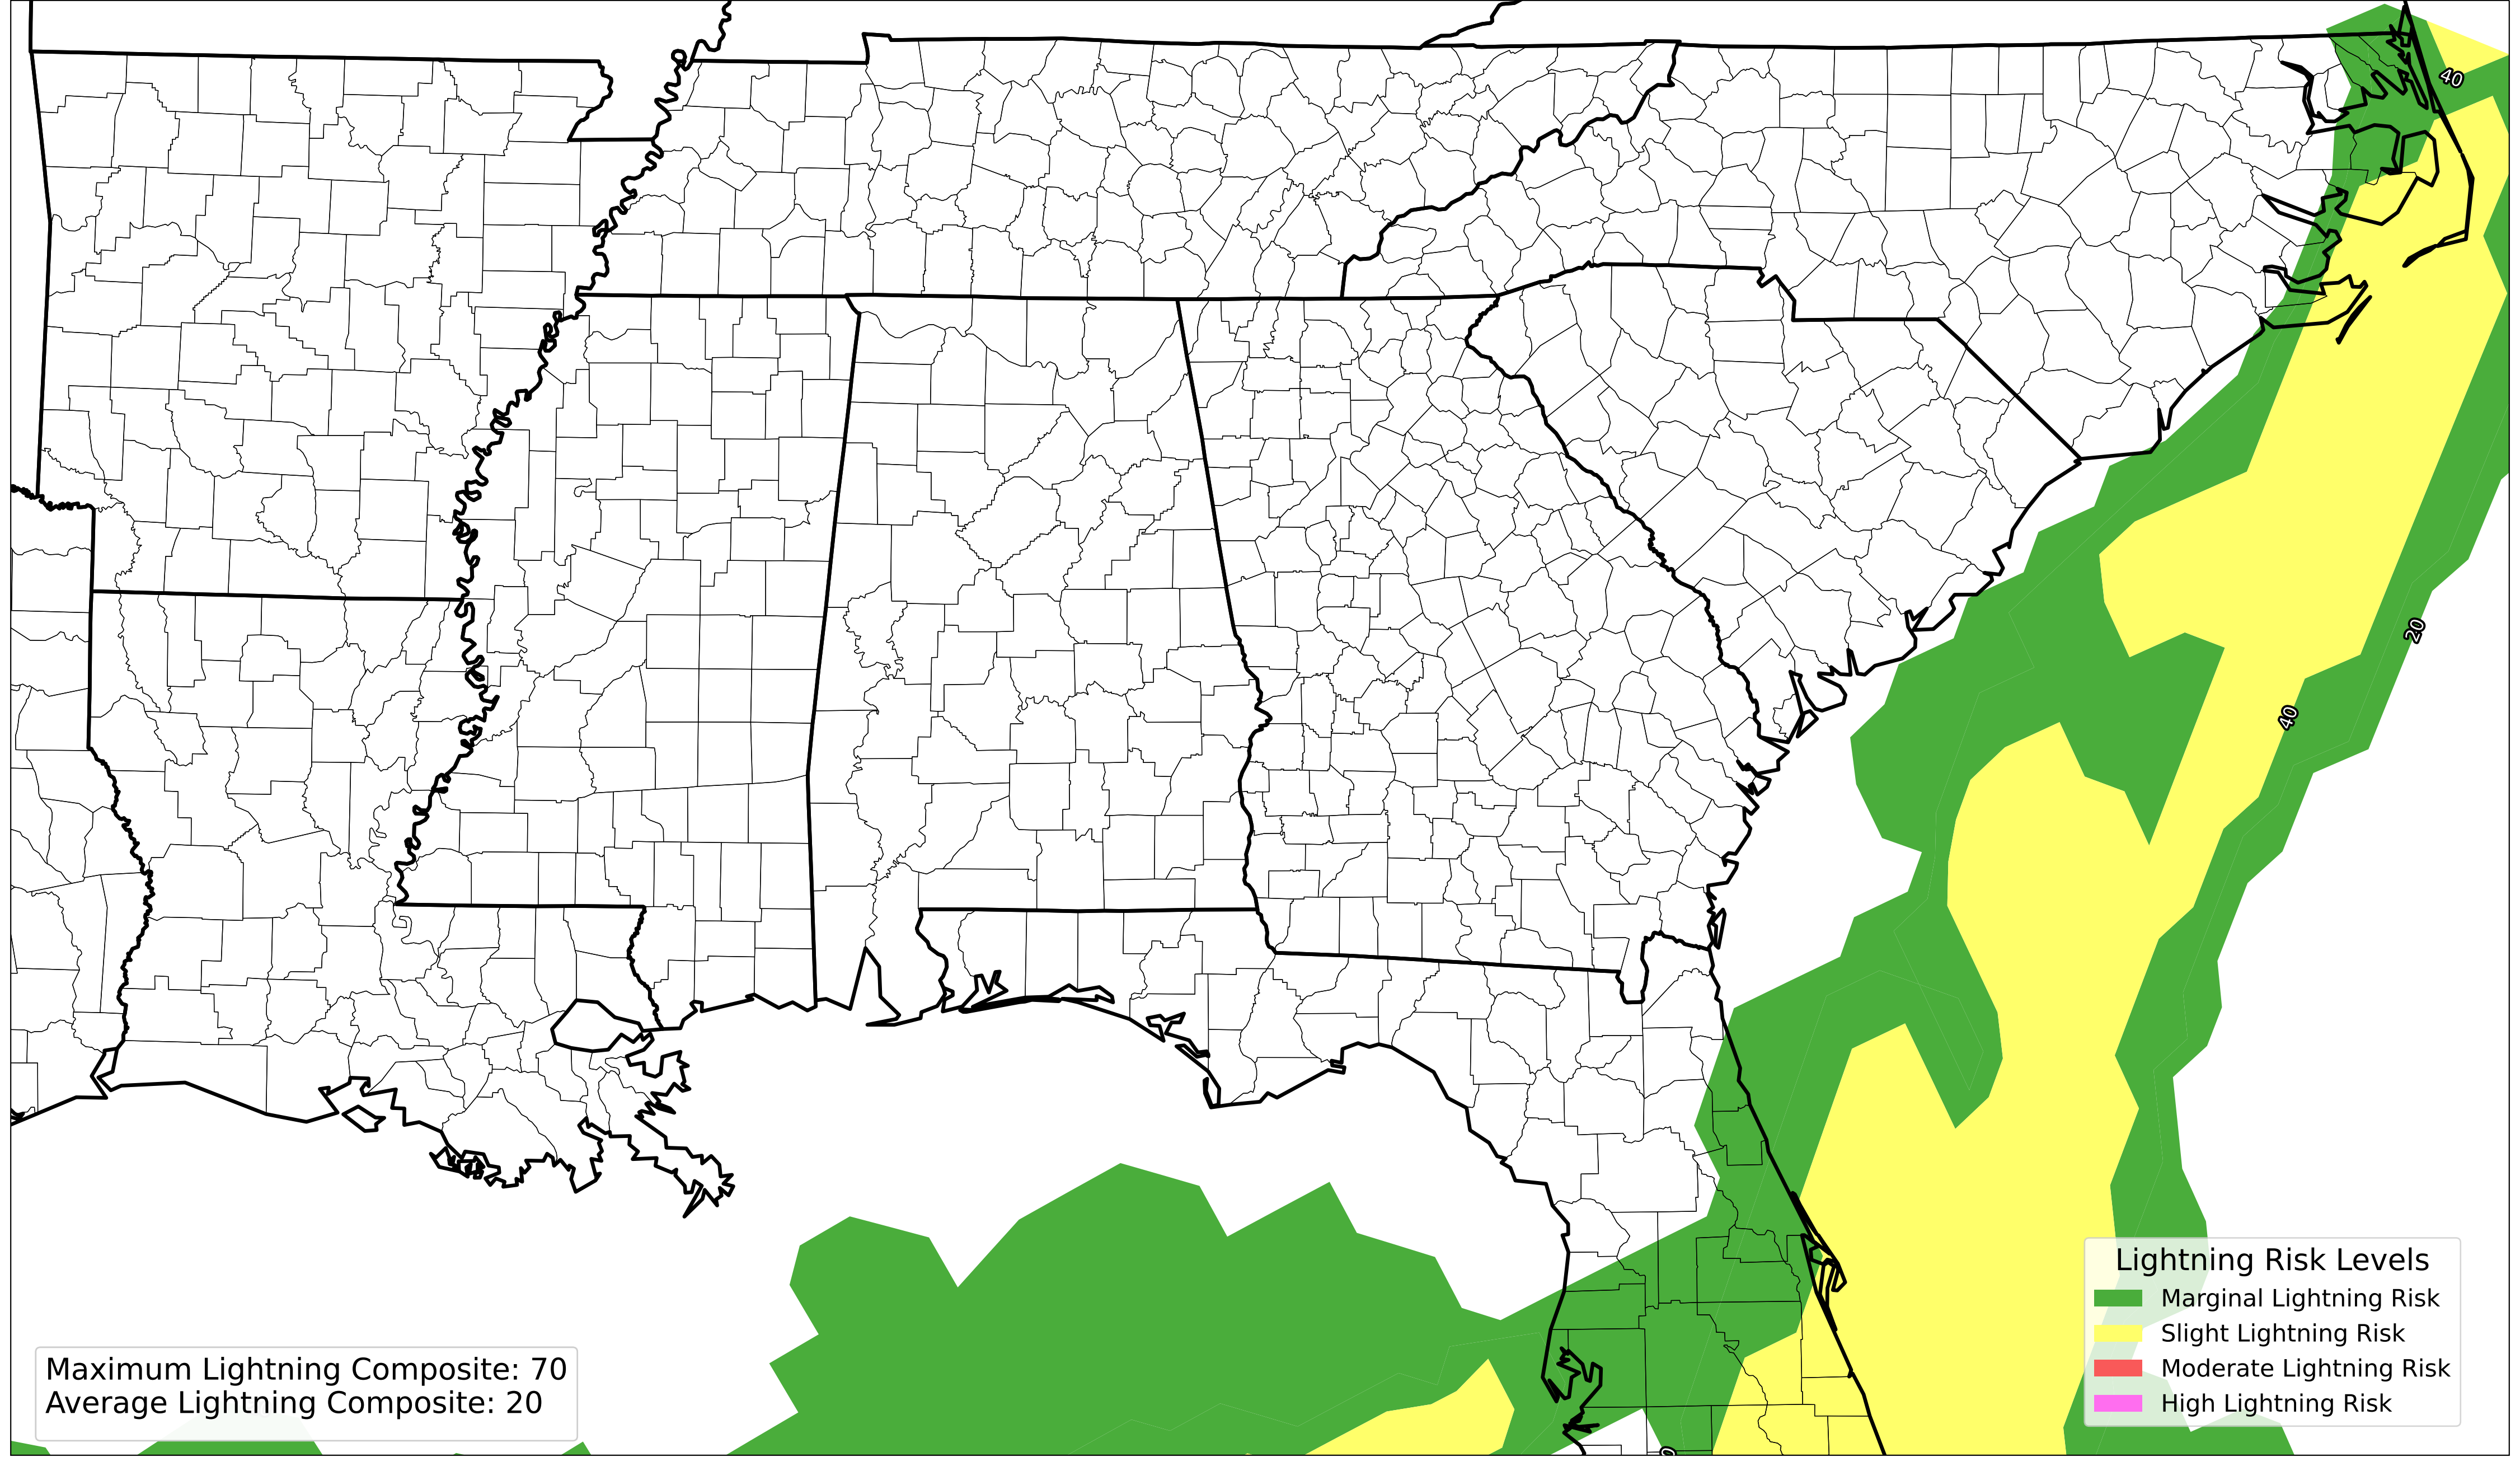 40
20
40
Lightning Risk Levels
Marginal Lightning Risk
Slight Lightning Risk
Moderate Lightning Risk
High Lightning Risk
Maximum Lightning Composite: 70
Average Lightning Composite: 20